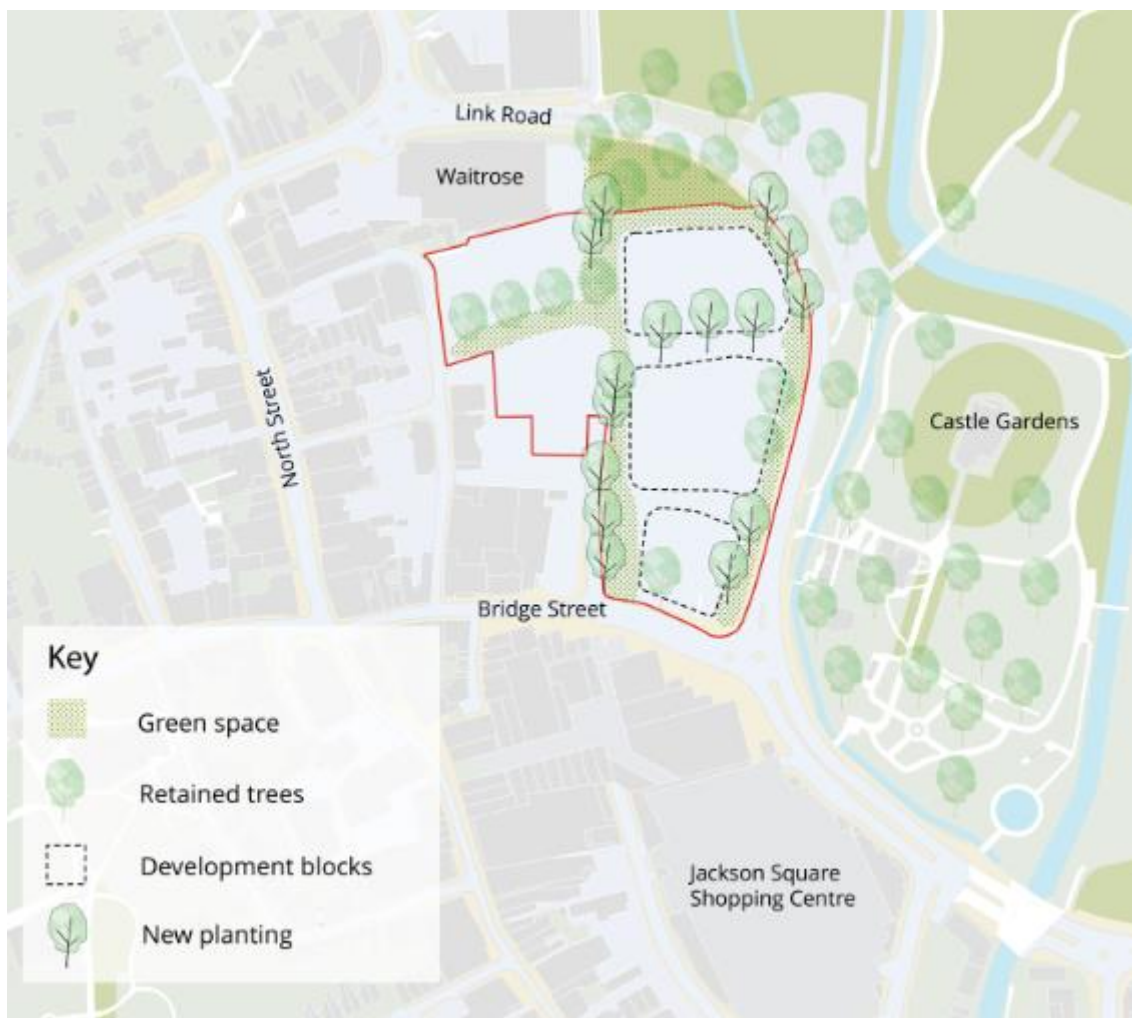 Link Road
Waitrose
North Street
Castle Gardens
Bridge Street
Key
Green space
Retained trees
Development blocks
New planting
Jackson Square
Shopping Centre